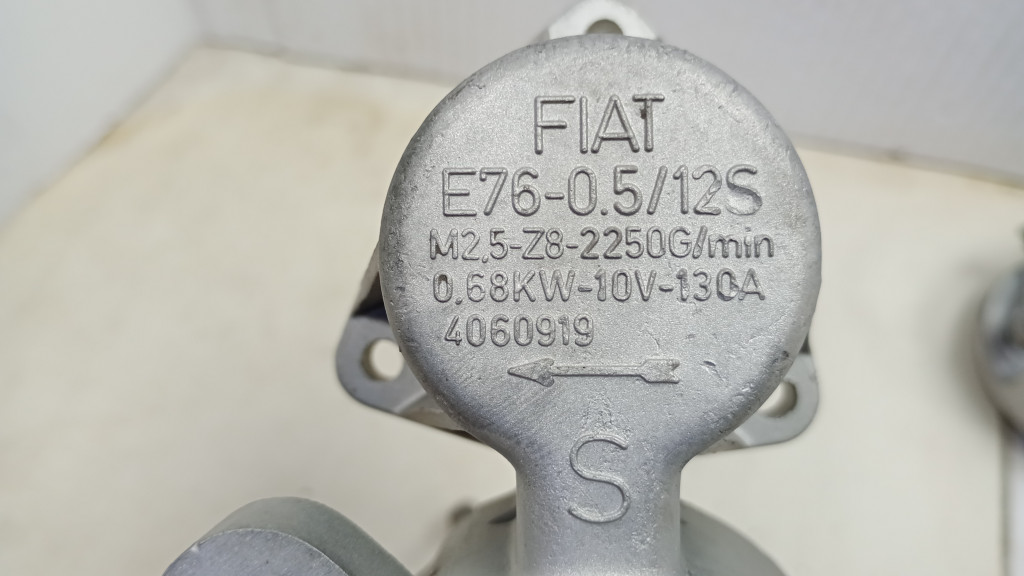 FIAT
E76-0.5/12S
M2,5-Z8-2250G/min
0,68KW-10V-130A
4060919
S